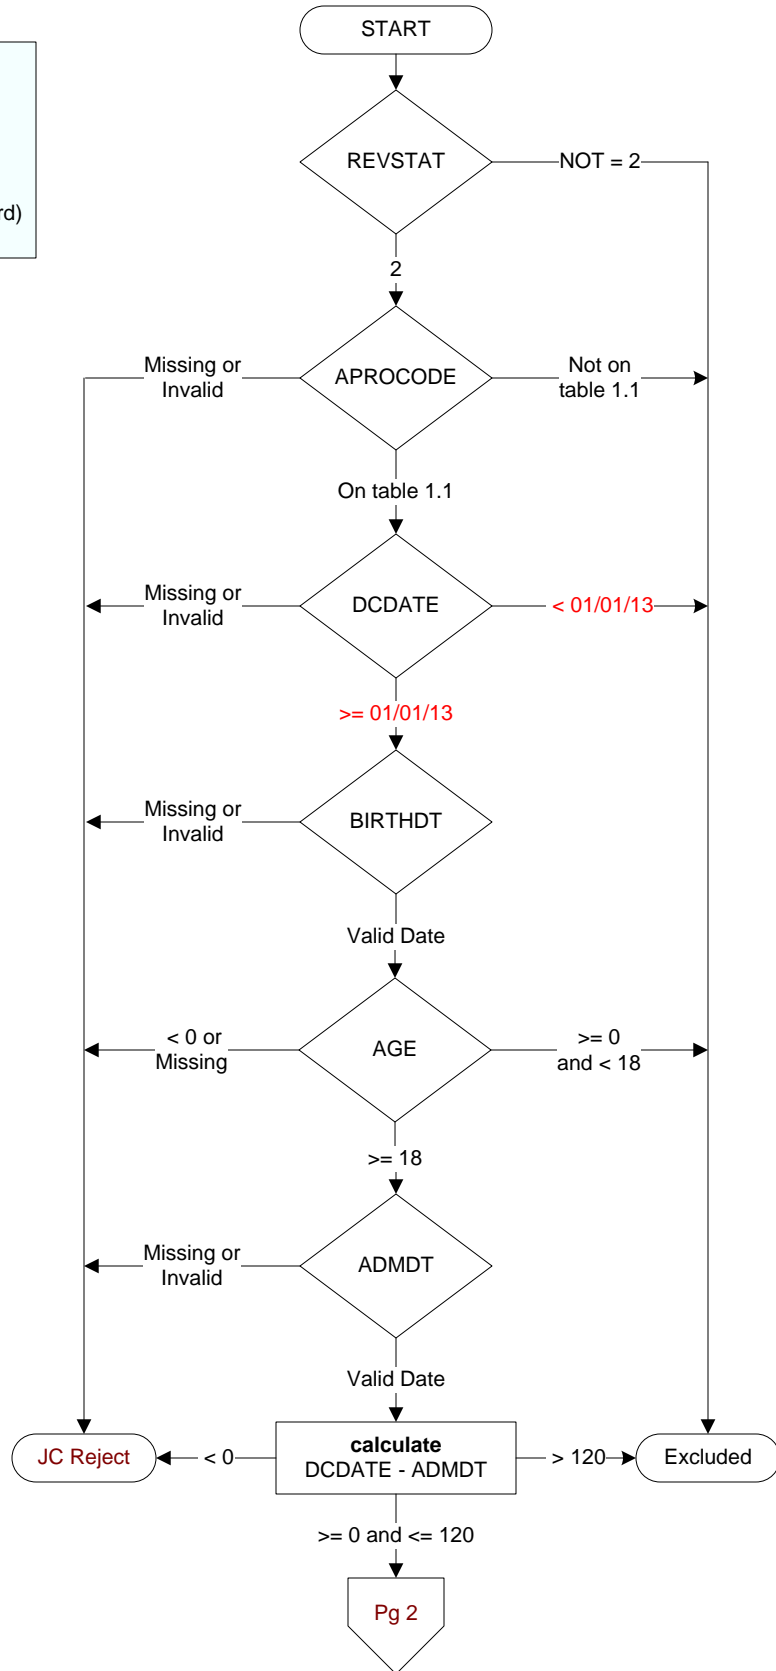 START
rd)
REVSTAT
NOT = 2
2
Missing or
Invalid
APROCODE
Not on
table 1.1
On table 1.1
Missing or
Invalid
DCDATE
< 01/01/13
>= 01/01/13
Missing or
Invalid
BIRTHDT
Valid Date
< 0 or
Missing
AGE
>= 0
and < 18
>= 18
Missing or
Invalid
ADMDT
Valid Date
JC Reject
< 0
calculate
DCDATE - ADMDT
> 120
Excluded
>= 0 and <= 120
Pg 2